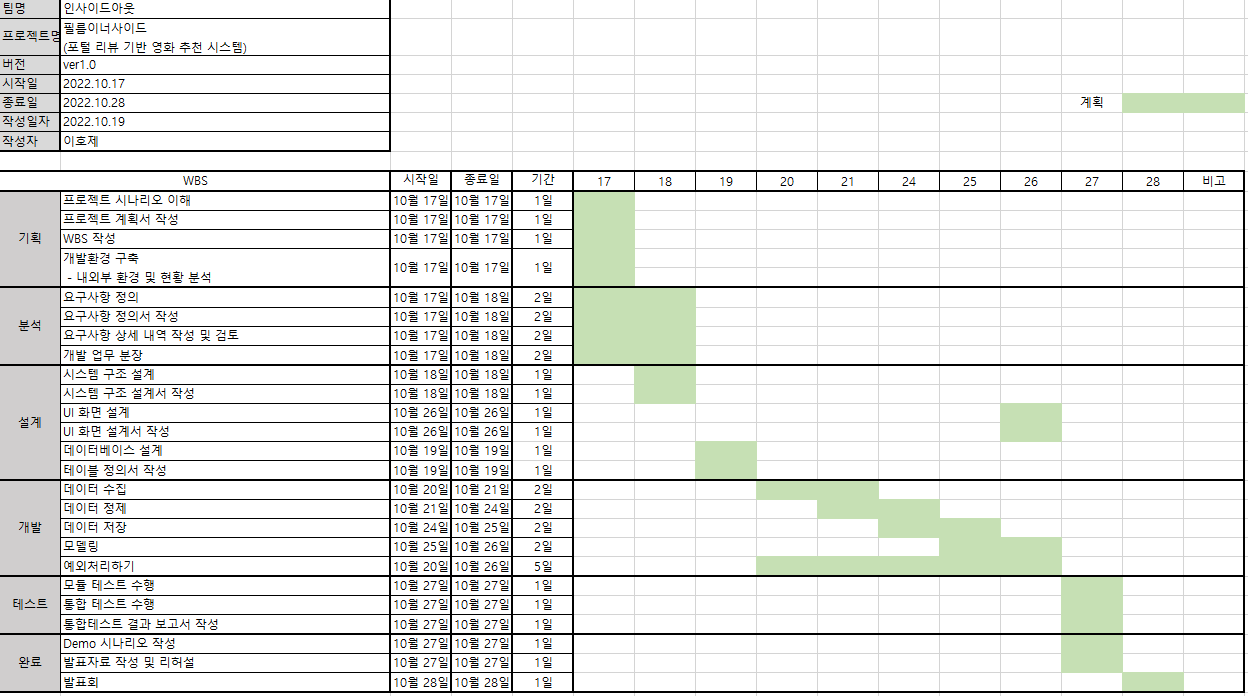 팀명 인사이드아웃
프로젝트명 필름이너사이드
(포털 리뷰 기반 영화 추천 시스템)
버전 ver1.0
시작일 2022.10.17
종료일 2022.10.28 계획
작성일자 2022.10.19
작성자 이호제
WBS 시작일 종료일 기간 17 18 19 20 21 24 25 26 27 28 비고
기획 프로젝트 시나리오 이해 10월 17일 10월 17일 1일
프로젝트 계획서 작성 10월 17일 10월 17일 1일
WBS 작성 10월 17일 10월 17일 1일
개발환경 구축 10월 17일 10월 17일 1일
- 내외부 환경 및 현황 분석
분석 요구사항 정의 10월 17일 10월 18일 2일
요구사항 정의서 작성 10월 17일 10월 18일 2일
요구사항 상세 내역 작성 및 검토 10월 17일 10월 18일 2일
개발 업무 분장 10월 17일 10월 18일 2일
설계 시스템 구조 설계 10월 18일 10월 18일 1일
시스템 구조 설계서 작성 10월 18일 10월 18일 1일
UI 화면 설계 10월 26일 10월 26일 1일
UI 화면 설계서 작성 10월 26일 10월 26일 1일
데이터베이스 설계 10월 19일 10월 19일 1일
테이블 정의서 작성 10월 19일 10월 19일 1일
개발 데이터 수집 10월 20일 10월 21일 2일
데이터 정제 10월 21일 10월 24일 2일
데이터 저장 10월 24일 10월 25일 2일
모델링 10월 25일 10월 26일 2일
예외처리하기 10월 20일 10월 26일 5일
테스트 모듈 테스트 수행 10월 27일 10월 27일 1일
통합 테스트 수행 10월 27일 10월 27일 1일
통합테스트 결과 보고서 작성 10월 27일 10월 27일 1일
완료 Demo 시나리오 작성 10월 27일 10월 27일 1일
발표자료 작성 및 리허설 10월 27일 10월 27일 1일
발표회 10월 28일 10월 28일 1일